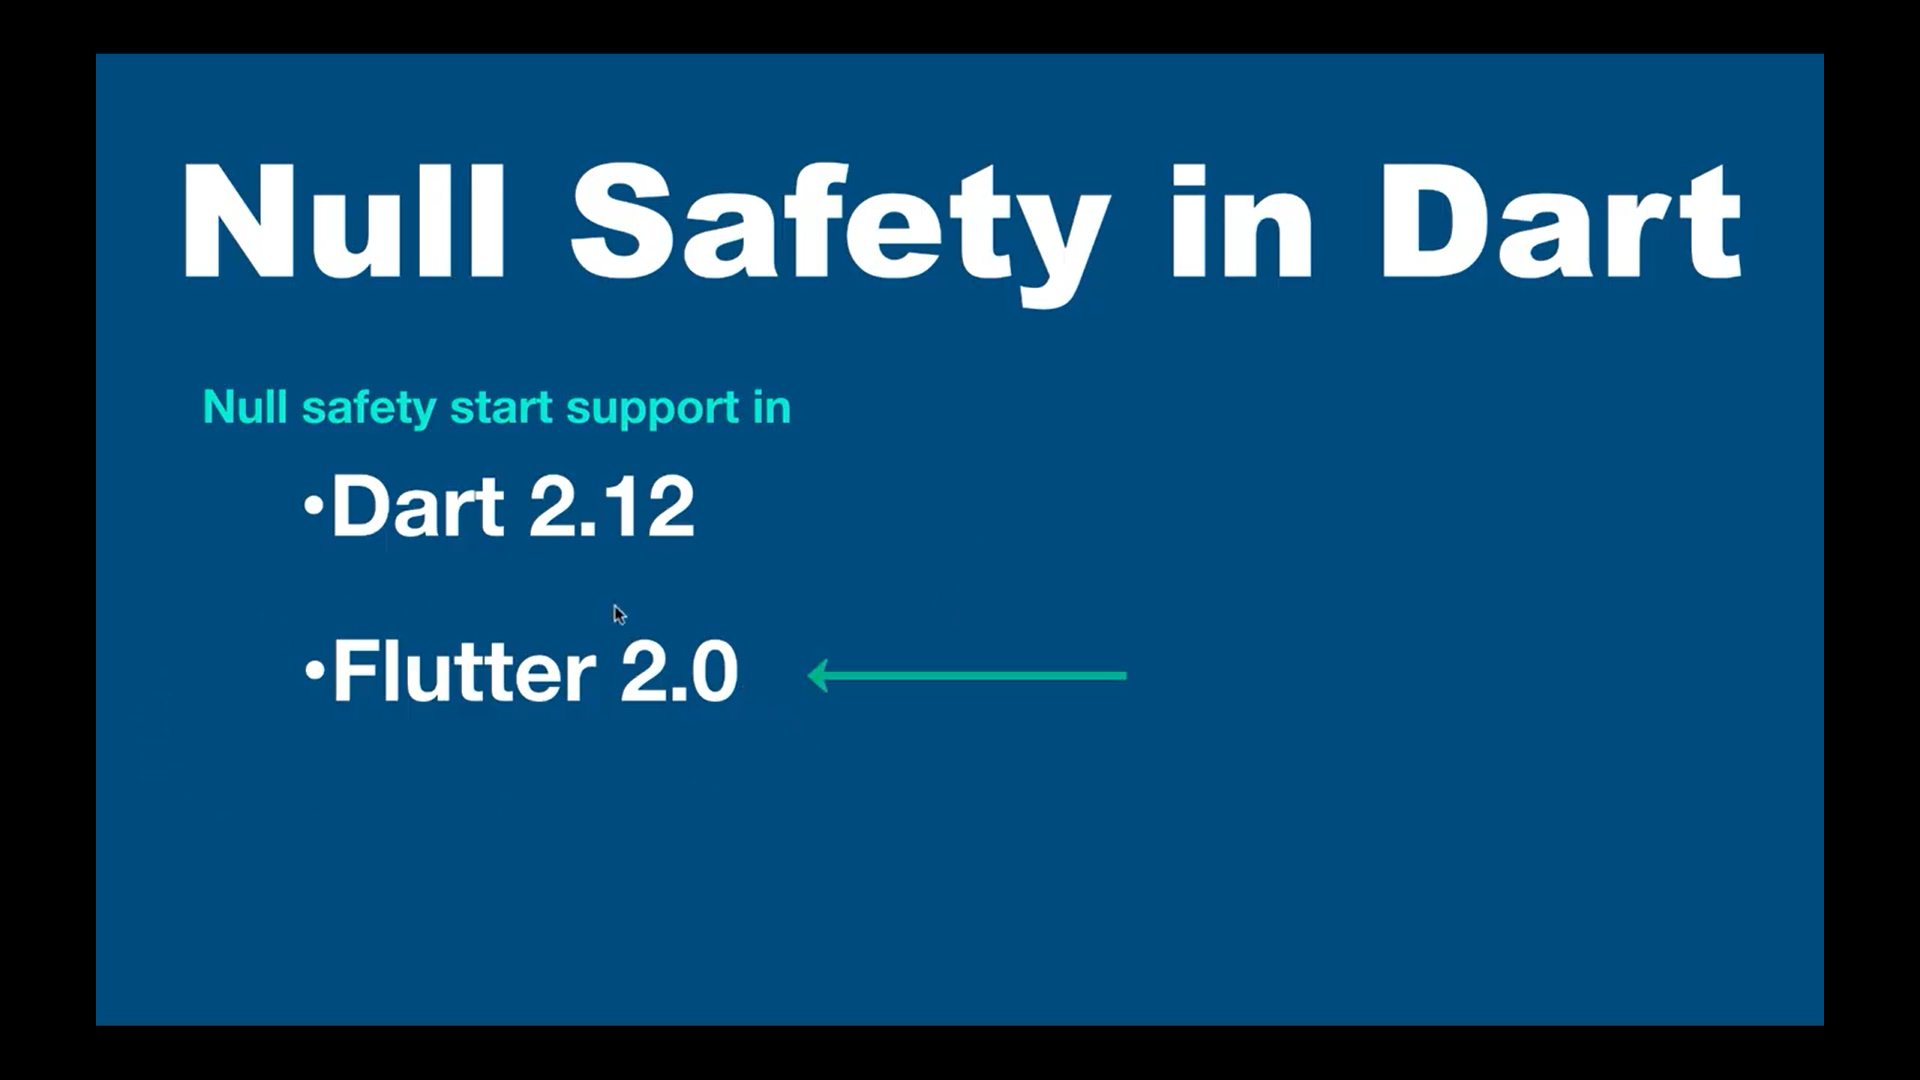 Null Safety in Dart
Null safety start support in
•Dart 2.12
•Flutter 2.0